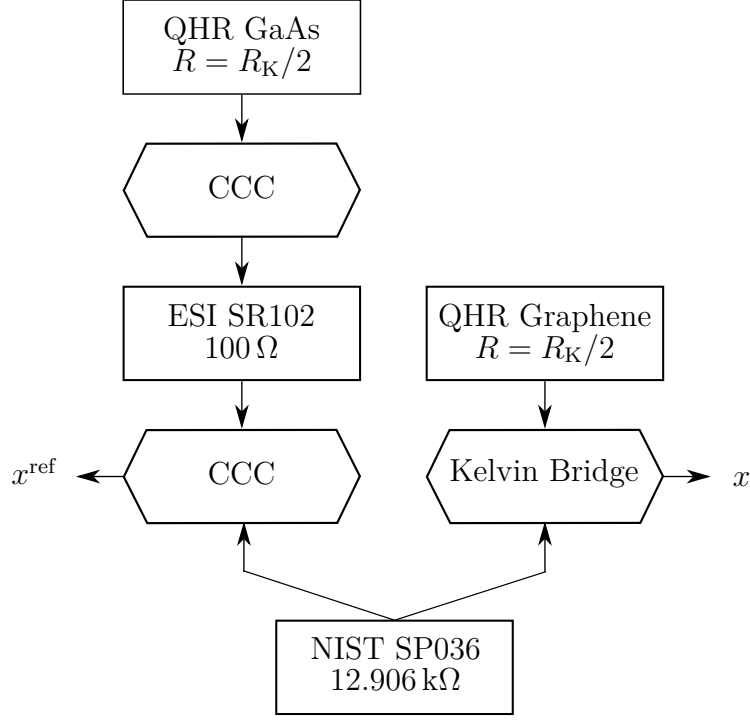 QHR GaAs
R = R_K/2
CCC
ESI SR102
100 Ω
QHR Graphene
R = R_K/2
x^ref
CCC
Kelvin Bridge
x
NIST SP036
12.906 kΩ